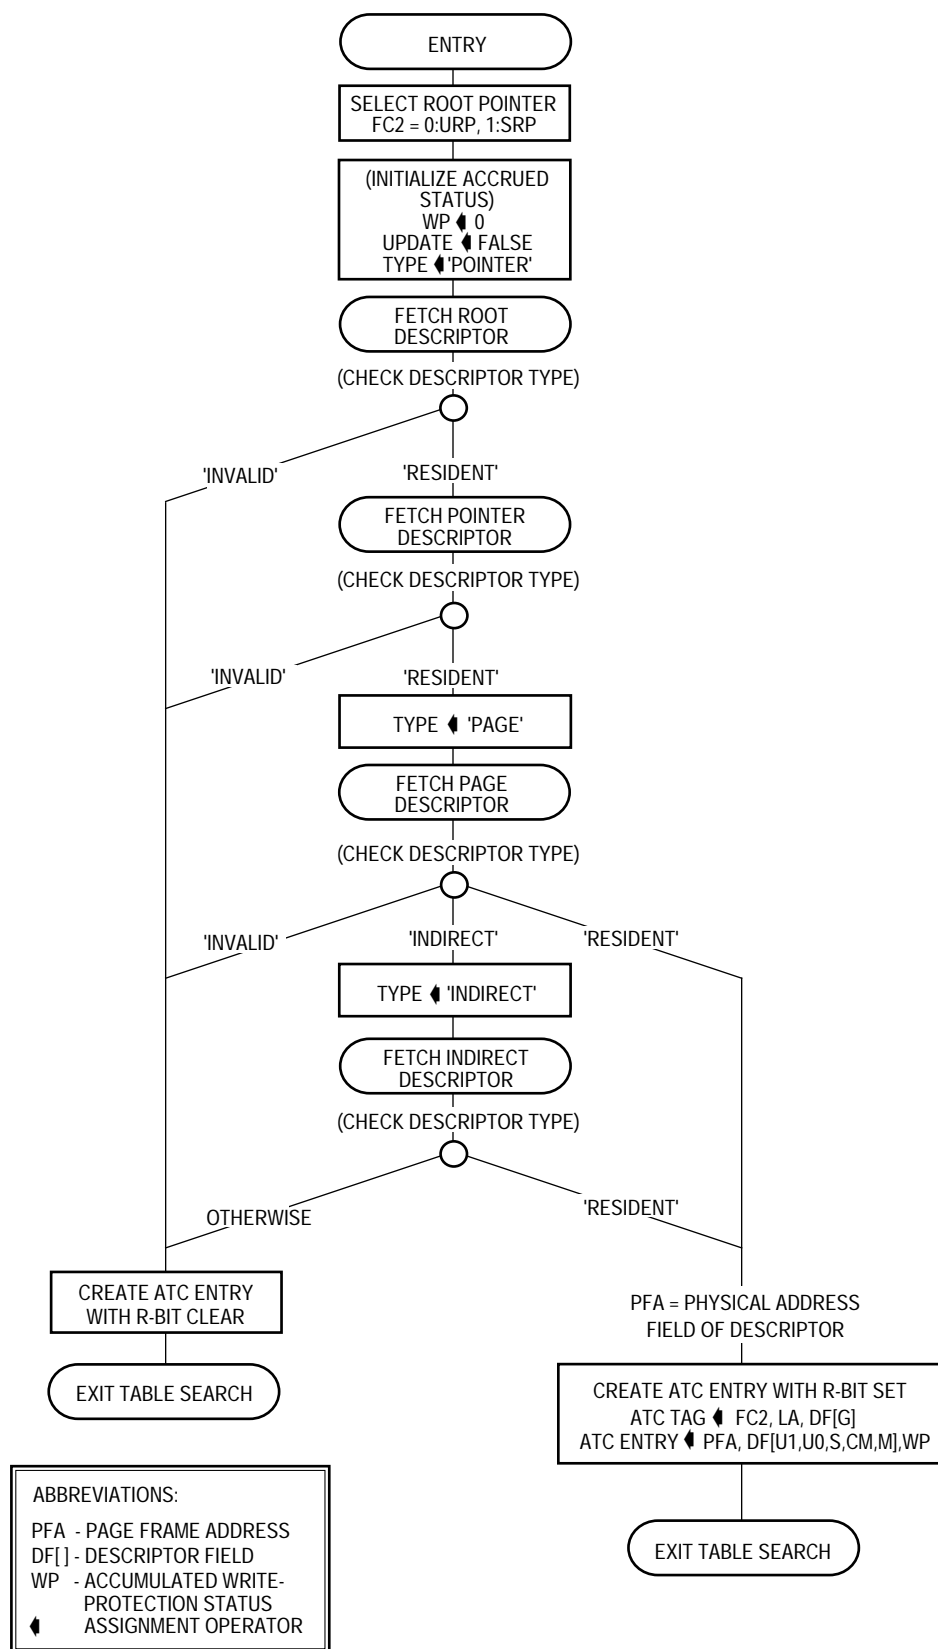 ENTRY
SELECT ROOT POINTER
FC2 = 0:URP, 1:SRP
(INITIALIZE ACCRUED
STATUS)
WP ⬅ 0
UPDATE ⬅ FALSE
TYPE ⬅ 'POINTER'
FETCH ROOT
DESCRIPTOR
(CHECK DESCRIPTOR TYPE)
'INVALID'
'RESIDENT'
FETCH POINTER
DESCRIPTOR
(CHECK DESCRIPTOR TYPE)
'INVALID'
'RESIDENT'
TYPE ⬅ 'PAGE'
FETCH PAGE
DESCRIPTOR
(CHECK DESCRIPTOR TYPE)
'INVALID'
'INDIRECT'
'RESIDENT'
TYPE ⬅ 'INDIRECT'
FETCH INDIRECT
DESCRIPTOR
(CHECK DESCRIPTOR TYPE)
OTHERWISE
'RESIDENT'
CREATE ATC ENTRY
WITH R-BIT CLEAR
EXIT TABLE SEARCH
PFA = PHYSICAL ADDRESS
FIELD OF DESCRIPTOR
CREATE ATC ENTRY WITH R-BIT SET
ATC TAG ⬅ FC2, LA, DF[G]
ATC ENTRY ⬅ PFA, DF[U1,U0,S,CM,M],WP
EXIT TABLE SEARCH
ABBREVIATIONS:
PFA - PAGE FRAME ADDRESS
DF[ ] - DESCRIPTOR FIELD
WP - ACCUMULATED WRITE-
PROTECTION STATUS
⬅ ASSIGNMENT OPERATOR